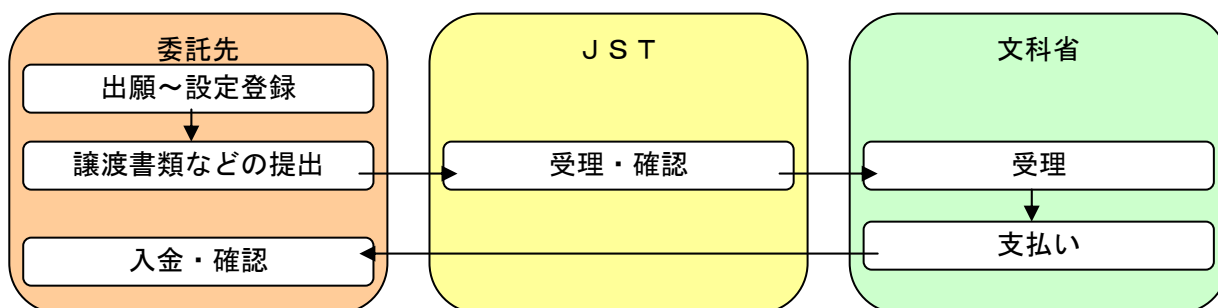 委託先
出願～設定登録
譲渡書類などの提出
入金・確認
ＪＳＴ
受理・確認
文科省
受理
支払い